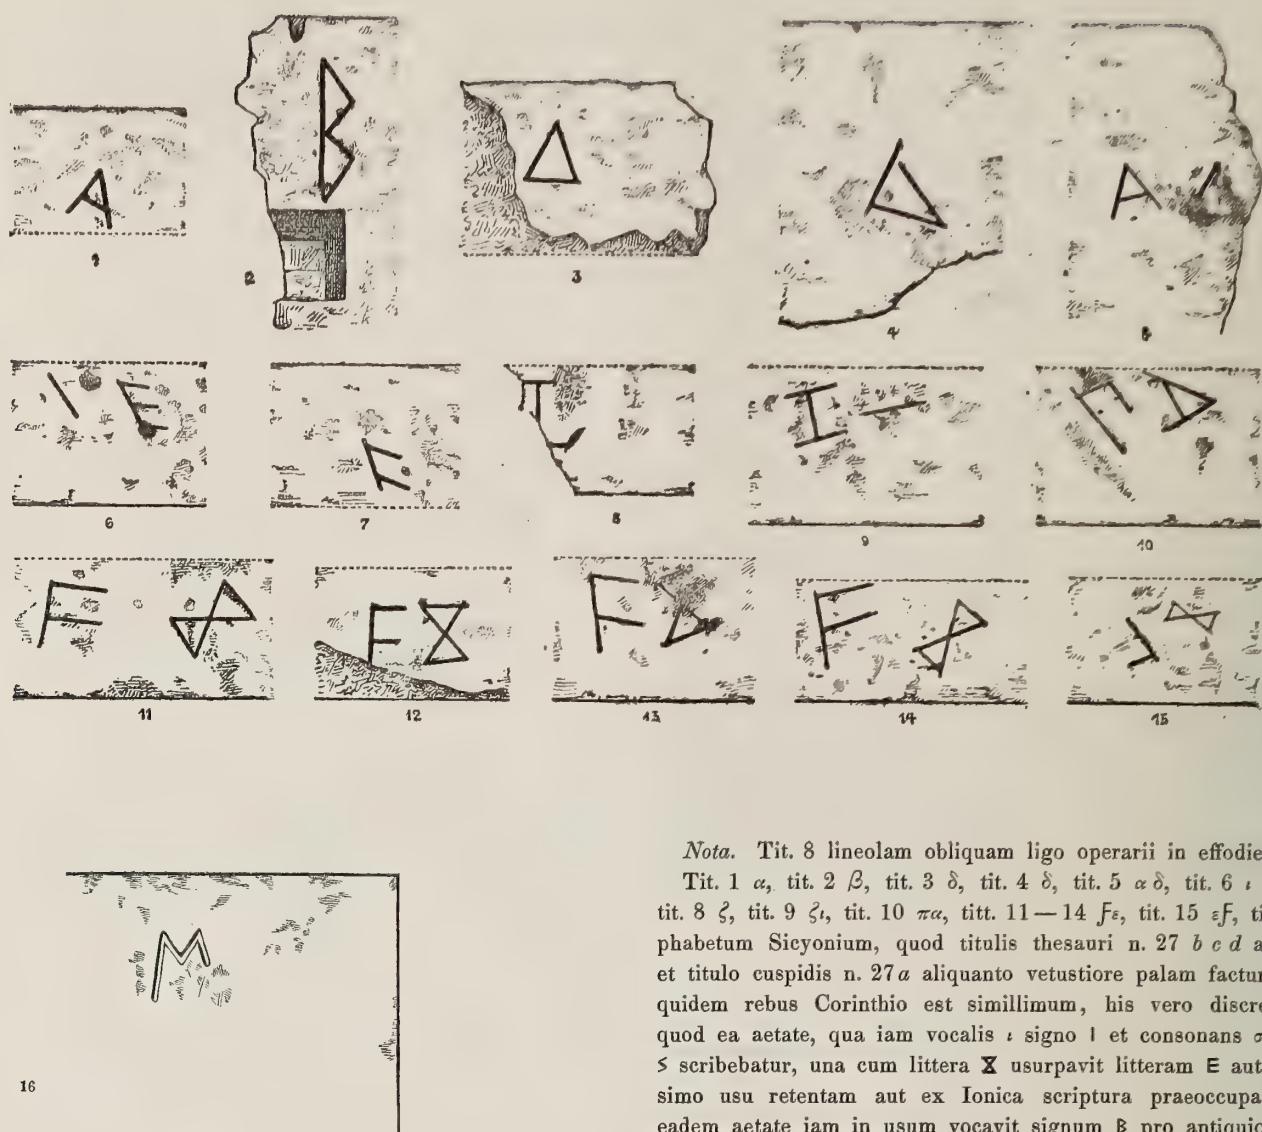 A
1
B
2
Δ
3
Δ
4
A Δ
5
Ι E
6
F
7
8
9
10
F
11
F
12
F
13
F
14
15
M
16
Nota. Tit. 8 lineolam obliquam ligo operarii in effodie
Tit. 1 α, tit. 2 β, tit. 3 δ, tit. 4 δ, tit. 5 α δ, tit. 6 ι
tit. 8 ζ, tit. 9 ζι, tit. 10 πα, titt. 11—14 ϝε, tit. 15 εϝ, ti
phabetum Sicyonium, quod titulis thesauri n. 27 b c d a
et titulo cuspidis n. 27a aliquanto vetustiore palam factu
quidem rebus Corinthio est simillimum, his vero discre
quod ea aetate, qua iam vocalis ι signo I et consonans σ
scribebatur, una cum littera usurpavit litteram E aut
simo usu retentam aut ex Ionica scriptura praeoccupa
eadem aetate iam in usum vocavit signum B pro antiquio